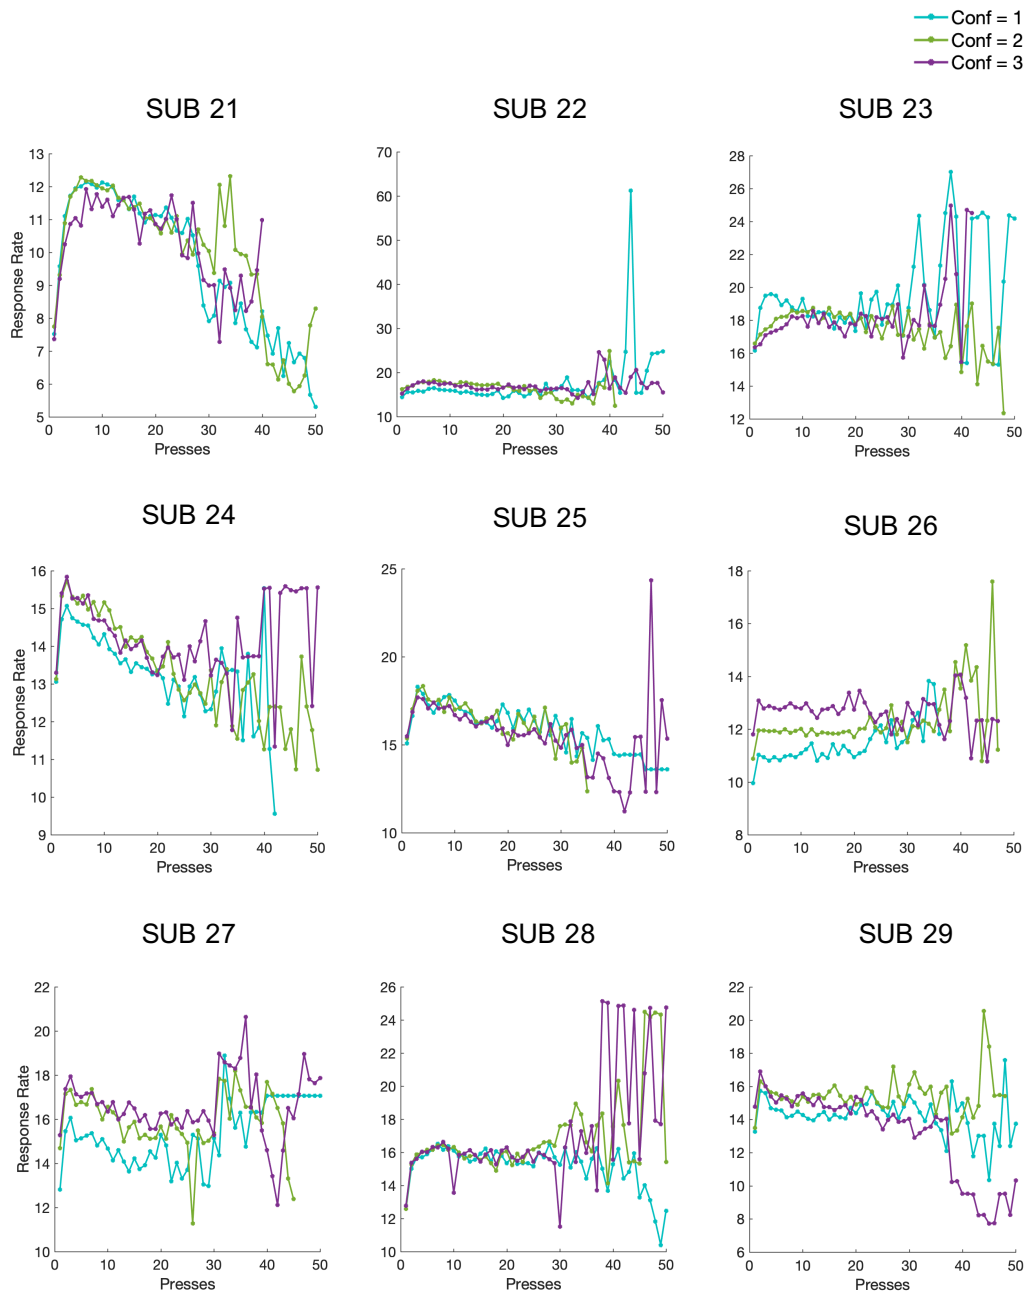 Conf = 1
Conf = 2
Conf = 3
SUB 21
SUB 22
SUB 23
Response Rate
13
12
11
10
9
8
7
6
5
0 10 20 30 40 50
Presses
70
60
50
40
30
20
10
0 10 20 30 40 50
Presses
28
26
24
22
20
18
16
14
12
0 10 20 30 40 50
Presses
SUB 24
SUB 25
SUB 26
Response Rate
16
15
14
13
12
11
10
9
0 10 20 30 40 50
Presses
25
20
15
10
0 10 20 30 40 50
Presses
18
16
14
12
10
8
0 10 20 30 40 50
Presses
SUB 27
SUB 28
SUB 29
Response Rate
22
20
18
16
14
12
10
0 10 20 30 40 50
Presses
26
24
22
20
18
16
14
12
10
0 10 20 30 40 50
Presses
22
20
18
16
14
12
10
8
6
0 10 20 30 40 50
Presses